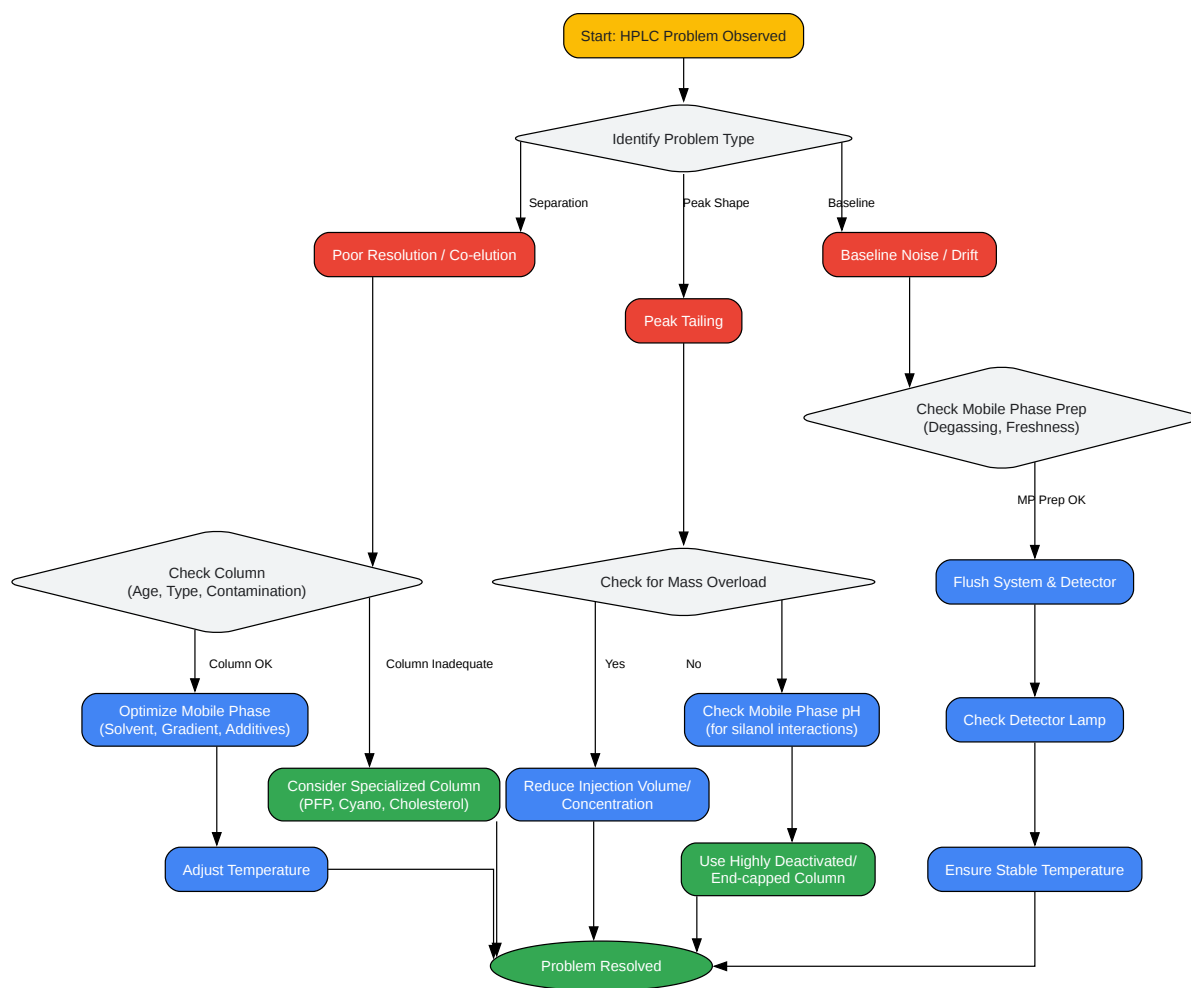 Start: HPLC Problem Observed
Identify Problem Type
Separation
Peak Shape
Baseline
Poor Resolution / Co-elution
Baseline Noise / Drift
Peak Tailing
Check Mobile Phase Prep
(Degassing, Freshness)
MP Prep OK
Check Column
(Age, Type, Contamination)
Check for Mass Overload
Flush System & Detector
Column OK
Column Inadequate
Yes
No
Optimize Mobile Phase
(Solvent, Gradient, Additives)
Check Mobile Phase pH
(for silanol interactions)
Check Detector Lamp
Consider Specialized Column
(PFP, Cyano, Cholesterol)
Reduce Injection Volume/
Concentration
Adjust Temperature
Use Highly Deactivated/
End-capped Column
Ensure Stable Temperature
Problem Resolved